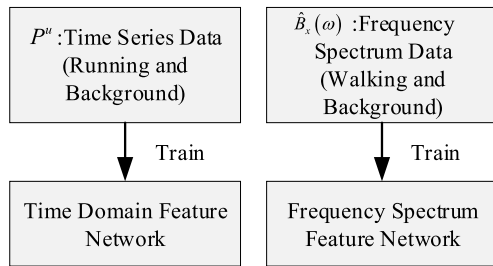 P^u :Time Series Data
(Running and
Background)
B̂_x(ω) :Frequency
Spectrum Data
(Walking and
Background)
Train
Train
Time Domain Feature
Network
Frequency Spectrum
Feature Network